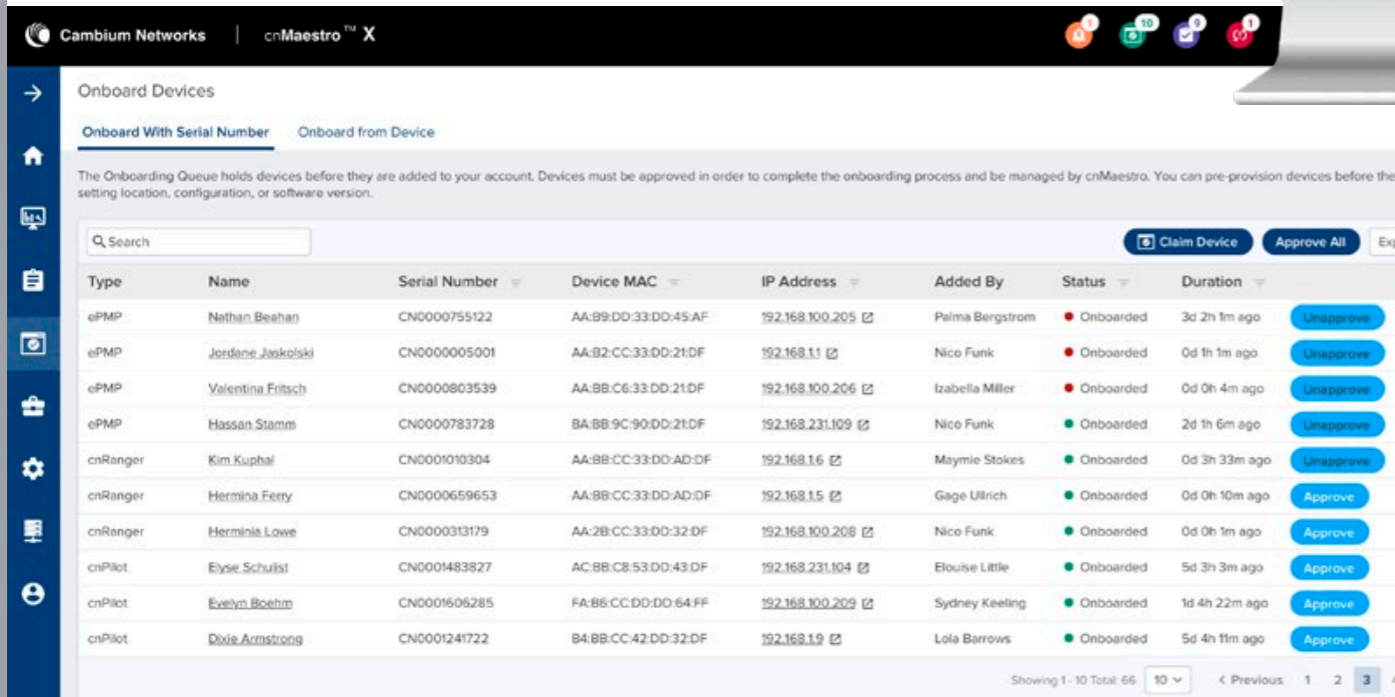 Cambium Networks | cnMaestro™ X 1 10 9 1
Onboard Devices
Onboard With Serial Number Onboard from Device
The Onboarding Queue holds devices before they are added to your account. Devices must be approved in order to complete the onboarding process and be managed by cnMaestro. You can pre-provision devices before the
setting location, configuration, or software version.
Search Claim Device Approve All Exp
Type Name Serial Number Device MAC IP Address Added By Status Duration
ePMP Nathan Beahan CN0000755122 AA:B9:DD:33:DD:45:AF 192.168.100.205 Palma Bergstrom Onboarded 3d 2h 1m ago Unapprove
ePMP Jordane Jaskolski CN0000005001 AA:B2:CC:33:DD:21:DF 192.168.1.1 Nico Funk Onboarded 0d 1h 1m ago Unapprove
ePMP Valentina Fritsch CN0000803539 AA:BB:C6:33:DD:21:DF 192.168.100.206 Izabella Miller Onboarded 0d 0h 4m ago Unapprove
ePMP Hassan Stamm CN0000783728 BA:BB:9C:90:DD:21:DF 192.168.231.109 Nico Funk Onboarded 2d 1h 6m ago Unapprove
cnRanger Kim Kuphal CN0001010304 AA:BB:CC:33:DD:AD:DF 192.168.1.6 Maymie Stokes Onboarded 0d 3h 33m ago Unapprove
cnRanger Hermina Ferry CN0000659653 AA:BB:CC:33:DD:AD:DF 192.168.1.5 Gage Ullrich Onboarded 0d 0h 10m ago Approve
cnRanger Herminia Lowe CN0000313179 AA:2B:CC:33:DD:32:DF 192.168.100.208 Nico Funk Onboarded 0d 0h 1m ago Approve
cnPilot Elyse Schulist CN0001483827 AC:BB:C8:53:DD:43:DF 192.168.231.104 Elouise Little Onboarded 5d 3h 3m ago Approve
cnPilot Evelyn Boehm CN0001606285 FA:B6:CC:DD:DD:64:FF 192.168.100.209 Sydney Keeling Onboarded 1d 4h 22m ago Approve
cnPilot Dixie Armstrong CN0001241722 B4:BB:CC:42:DD:32:DF 192.168.1.9 Lola Barrows Onboarded 5d 4h 11m ago Approve
Showing 1 - 10 Total: 66 10 < Previous 1 2 3